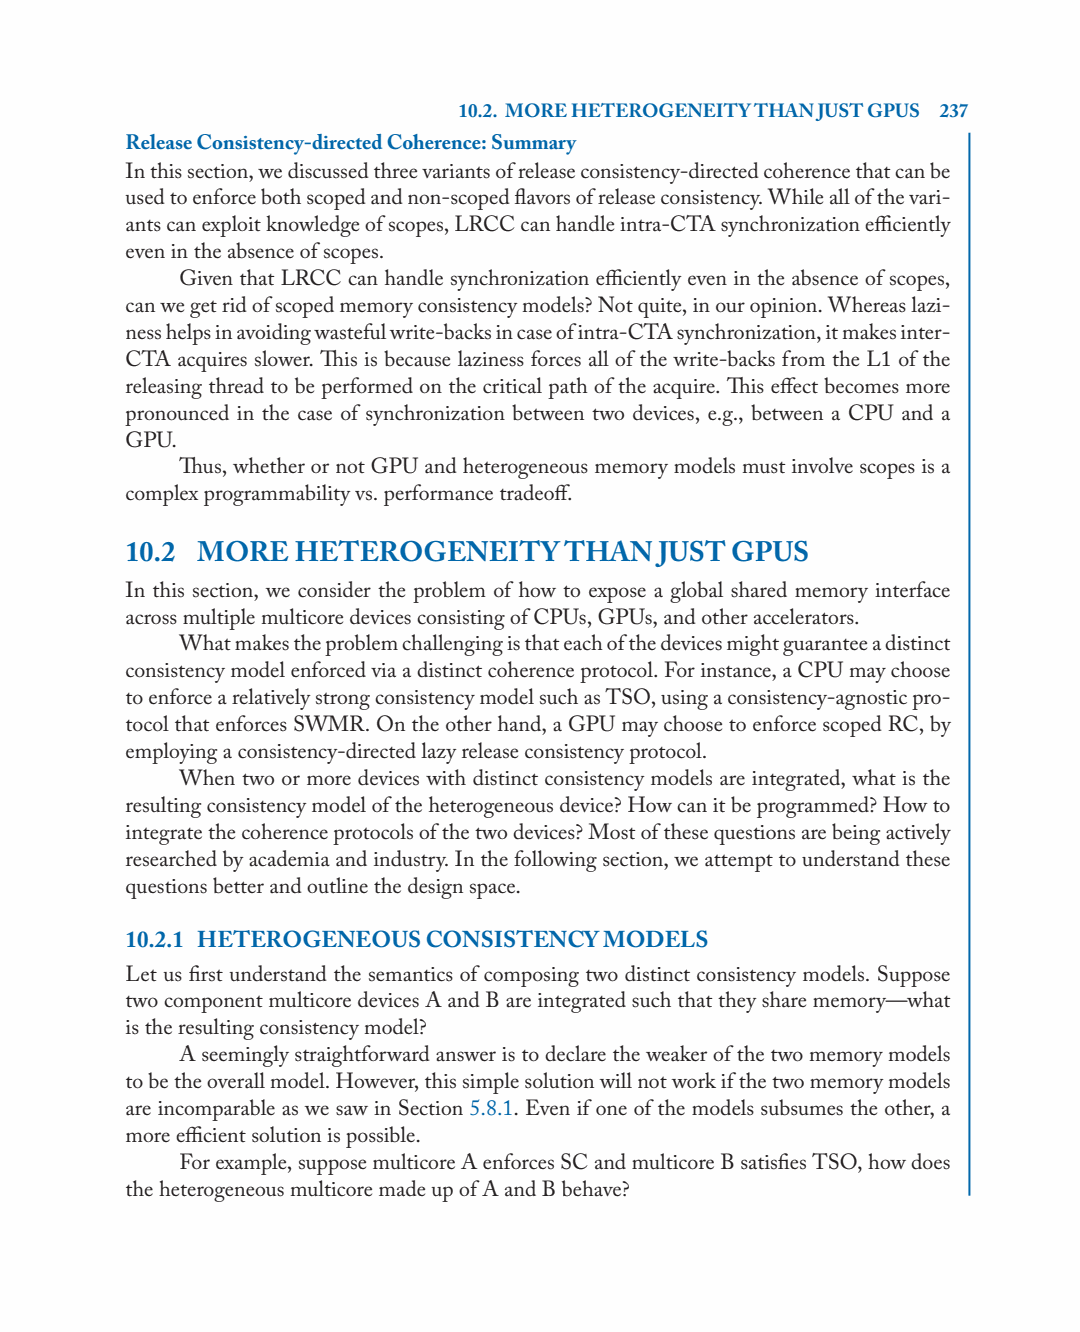 10.2. MORE HETEROGENEITY THAN JUST GPUS 237
Release Consistency-directed Coherence: Summary
In this section, we discussed three variants of release consistency-directed coherence that can be
used to enforce both scoped and non-scoped flavors of release consistency. While all of the vari-
ants can exploit knowledge of scopes, LRCC can handle intra-CTA synchronization efficiently
even in the absence of scopes.
Given that LRCC can handle synchronization efficiently even in the absence of scopes,
can we get rid of scoped memory consistency models? Not quite, in our opinion. Whereas lazi-
ness helps in avoiding wasteful write-backs in case of intra-CTA synchronization, it makes inter-
CTA acquires slower. This is because laziness forces all of the write-backs from the L1 of the
releasing thread to be performed on the critical path of the acquire. This effect becomes more
pronounced in the case of synchronization between two devices, e.g., between a CPU and a
GPU.
Thus, whether or not GPU and heterogeneous memory models must involve scopes is a
complex programmability vs. performance tradeoff.
10.2 MORE HETEROGENEITY THAN JUST GPUS
In this section, we consider the problem of how to expose a global shared memory interface
across multiple multicore devices consisting of CPUs, GPUs, and other accelerators.
What makes the problem challenging is that each of the devices might guarantee a distinct
consistency model enforced via a distinct coherence protocol. For instance, a CPU may choose
to enforce a relatively strong consistency model such as TSO, using a consistency-agnostic pro-
tocol that enforces SWMR. On the other hand, a GPU may choose to enforce scoped RC, by
employing a consistency-directed lazy release consistency protocol.
When two or more devices with distinct consistency models are integrated, what is the
resulting consistency model of the heterogeneous device? How can it be programmed? How to
integrate the coherence protocols of the two devices? Most of these questions are being actively
researched by academia and industry. In the following section, we attempt to understand these
questions better and outline the design space.
10.2.1 HETEROGENEOUS CONSISTENCY MODELS
Let us first understand the semantics of composing two distinct consistency models. Suppose
two component multicore devices A and B are integrated such that they share memory—what
is the resulting consistency model?
A seemingly straightforward answer is to declare the weaker of the two memory models
to be the overall model. However, this simple solution will not work if the two memory models
are incomparable as we saw in Section 5.8.1. Even if one of the models subsumes the other, a
more efficient solution is possible.
For example, suppose multicore A enforces SC and multicore B satisfies TSO, how does
the heterogeneous multicore made up of A and B behave?